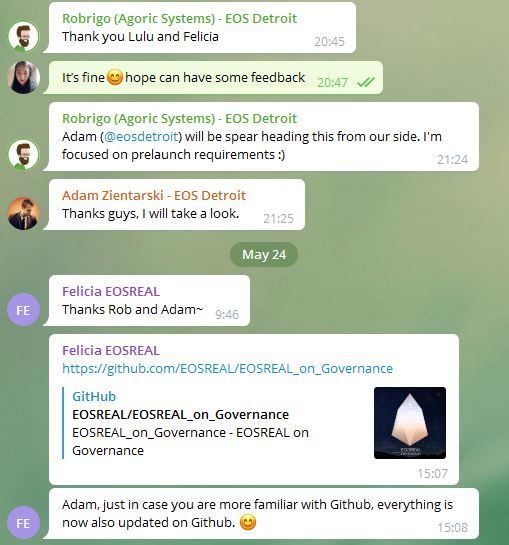 Robrigo (Agoric Systems) - EOS Detroit
Thank you Lulu and Felicia
20:45
It's fine😊hope can have some feedback
20:47
Robrigo (Agoric Systems) - EOS Detroit
Adam (@eosdetroit) will be spear heading this from our side. I'm
focused on prelaunch requirements :)
21:24
Adam Zientarski - EOS Detroit
Thanks guys, I will take a look.
21:25
May 24
FE
Felicia EOSREAL
Thanks Rob and Adam~
9:46
Felicia EOSREAL
https://github.com/EOSREAL/EOSREAL_on_Governance
GitHub
EOSREAL/EOSREAL_on_Governance
EOSREAL_on_Governance - EOSREAL on
Governance
EOSREAL
15:07
FE
Adam, just in case you are more familiar with Github, everything is
now also updated on Github. 😊
15:08